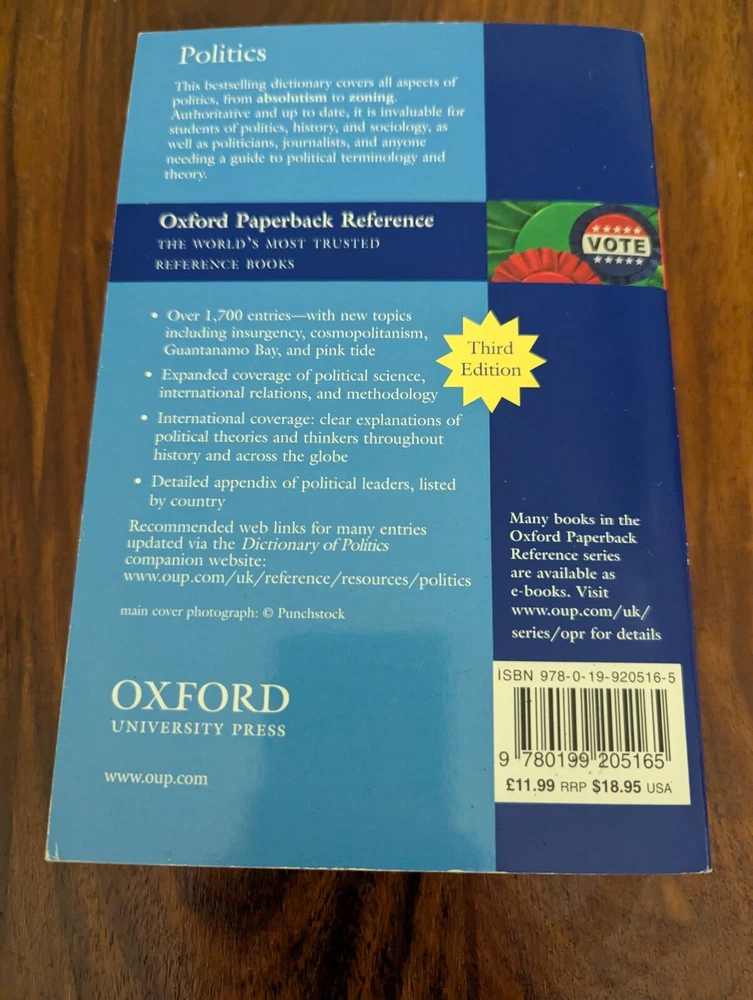 Politics
This bestselling dictionary covers all aspects of
politics, from absolutism to zoning.
Authoritative and up to date, it is invaluable for
students of politics, history, and sociology, as
well as politicians, journalists, and anyone
needing a guide to political terminology and
theory.
Oxford Paperback Reference
THE WORLD'S MOST TRUSTED
REFERENCE BOOKS
VOTE
• Over 1,700 entries—with new topics
including insurgency, cosmopolitanism,
Guantanamo Bay, and pink tide
• Expanded coverage of political science,
international relations, and methodology
• International coverage: clear explanations of
political theories and thinkers throughout
history and across the globe
• Detailed appendix of political leaders, listed
by country
Third
Edition
Recommended web links for many entries
updated via the Dictionary of Politics
companion website:
www.oup.com/uk/reference/resources/politics
main cover photograph: © Punchstock
Many books in the
Oxford Paperback
Reference series
are available as
e-books. Visit
www.oup.com/uk/
series/opr for details
OXFORD
UNIVERSITY PRESS
www.oup.com
ISBN 978-0-19-920516-5
9 780199 205165
£11.99 RRP $18.95 USA